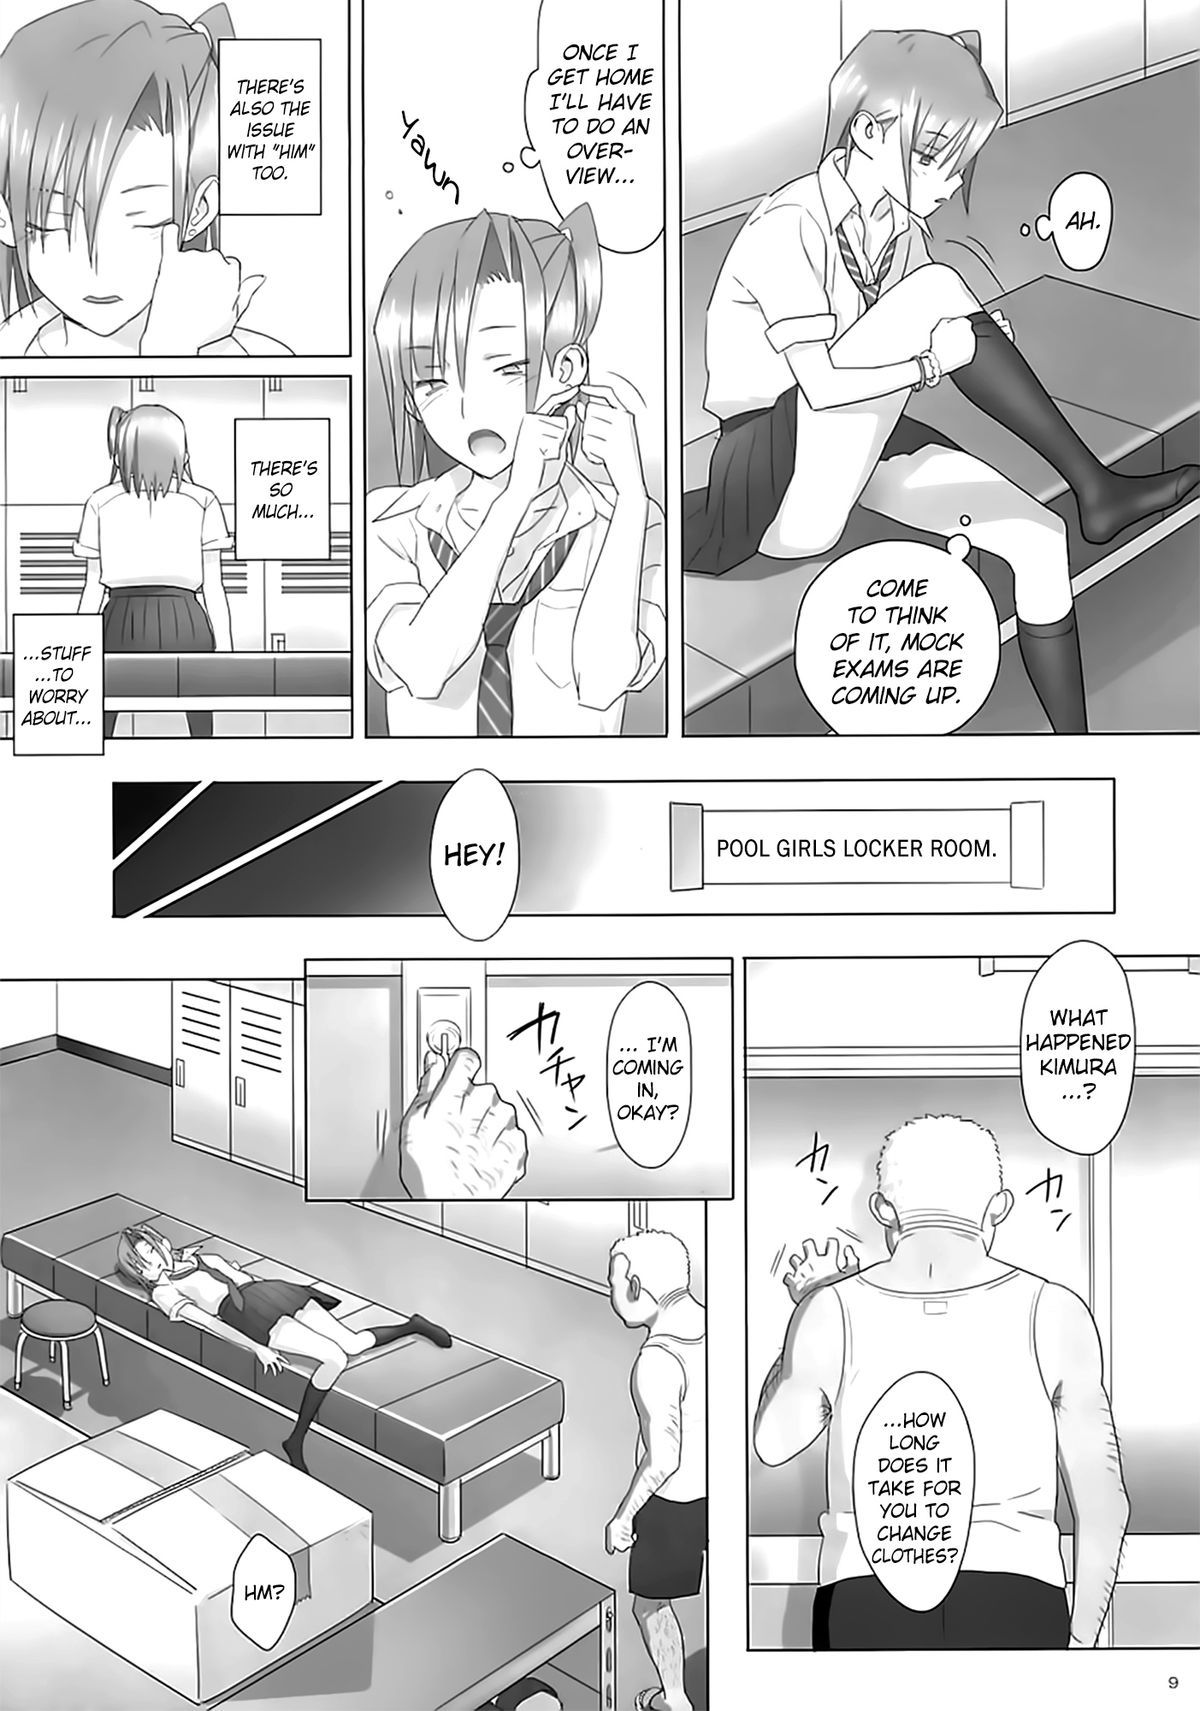 AH.
COME
TO THINK
OF IT, MOCK
EXAMS ARE
COMING UP.
ONCE I
GET HOME
I'LL HAVE
TO DO AN
OVER-
VIEW...
Yawn
THERE'S
ALSO THE
ISSUE
WITH "HIM"
TOO.
THERE'S
SO
MUCH...
...STUFF
...TO
WORRY
ABOUT...
POOL GIRLS LOCKER ROOM.
HEY!
WHAT
HAPPENED
KIMURA
...?
カン
カン
...HOW
LONG
DOES IT
TAKE FOR
YOU TO
CHANGE
CLOTHES?
... I'M
COMING
IN,
OKAY?
カチャン
HM?
9